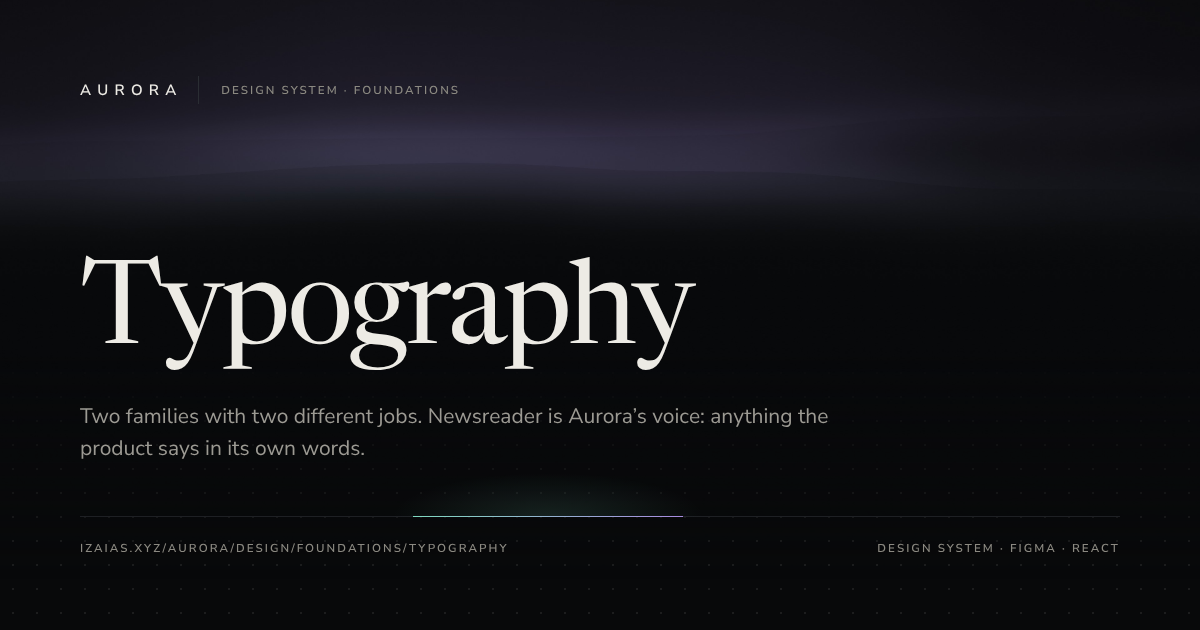 AURORA
DESIGN SYSTEM · FOUNDATIONS
Typography
Two families with two different jobs. Newsreader is Aurora’s voice: anything the
product says in its own words.
IZAIAS.XYZ/AURORA/DESIGN/FOUNDATIONS/TYPOGRAPHY
DESIGN SYSTEM · FIGMA · REACT